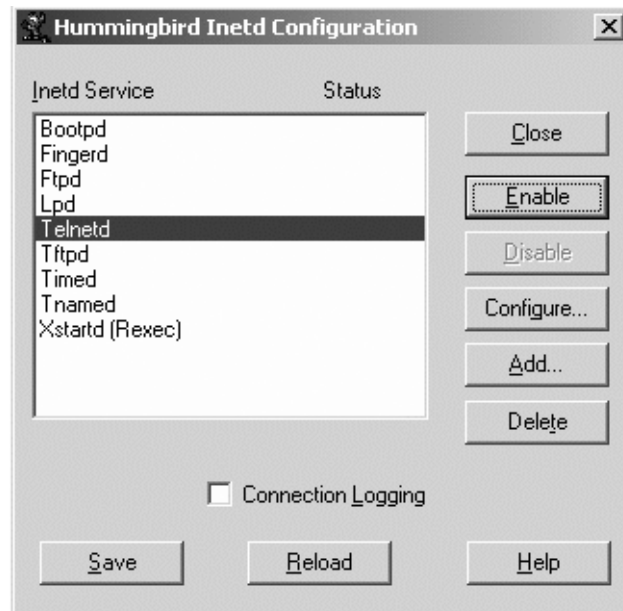 Hummingbird Inetd Configuration
Inetd Service Status
Bootpd
Fingerd
Ftpd
Lpd
Telnetd
Tftpd
Timed
Tnamed
Xstartd (Rexec)
Close
Enable
Disable
Configure...
Add...
Delete
Connection Logging
Save Reload Help